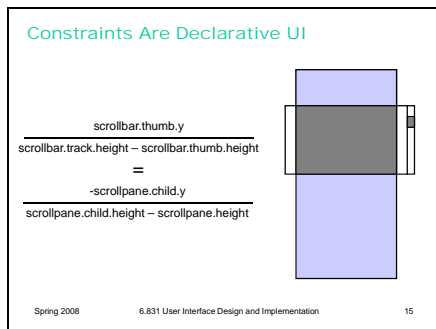 Constraints Are Declarative UI
scrollbar.thumb.y
scrollbar.track.height – scrollbar.thumb.height
=
-scrollpane.child.y
scrollpane.child.height – scrollpane.height
Spring 2008 6.831 User Interface Design and Implementation 15